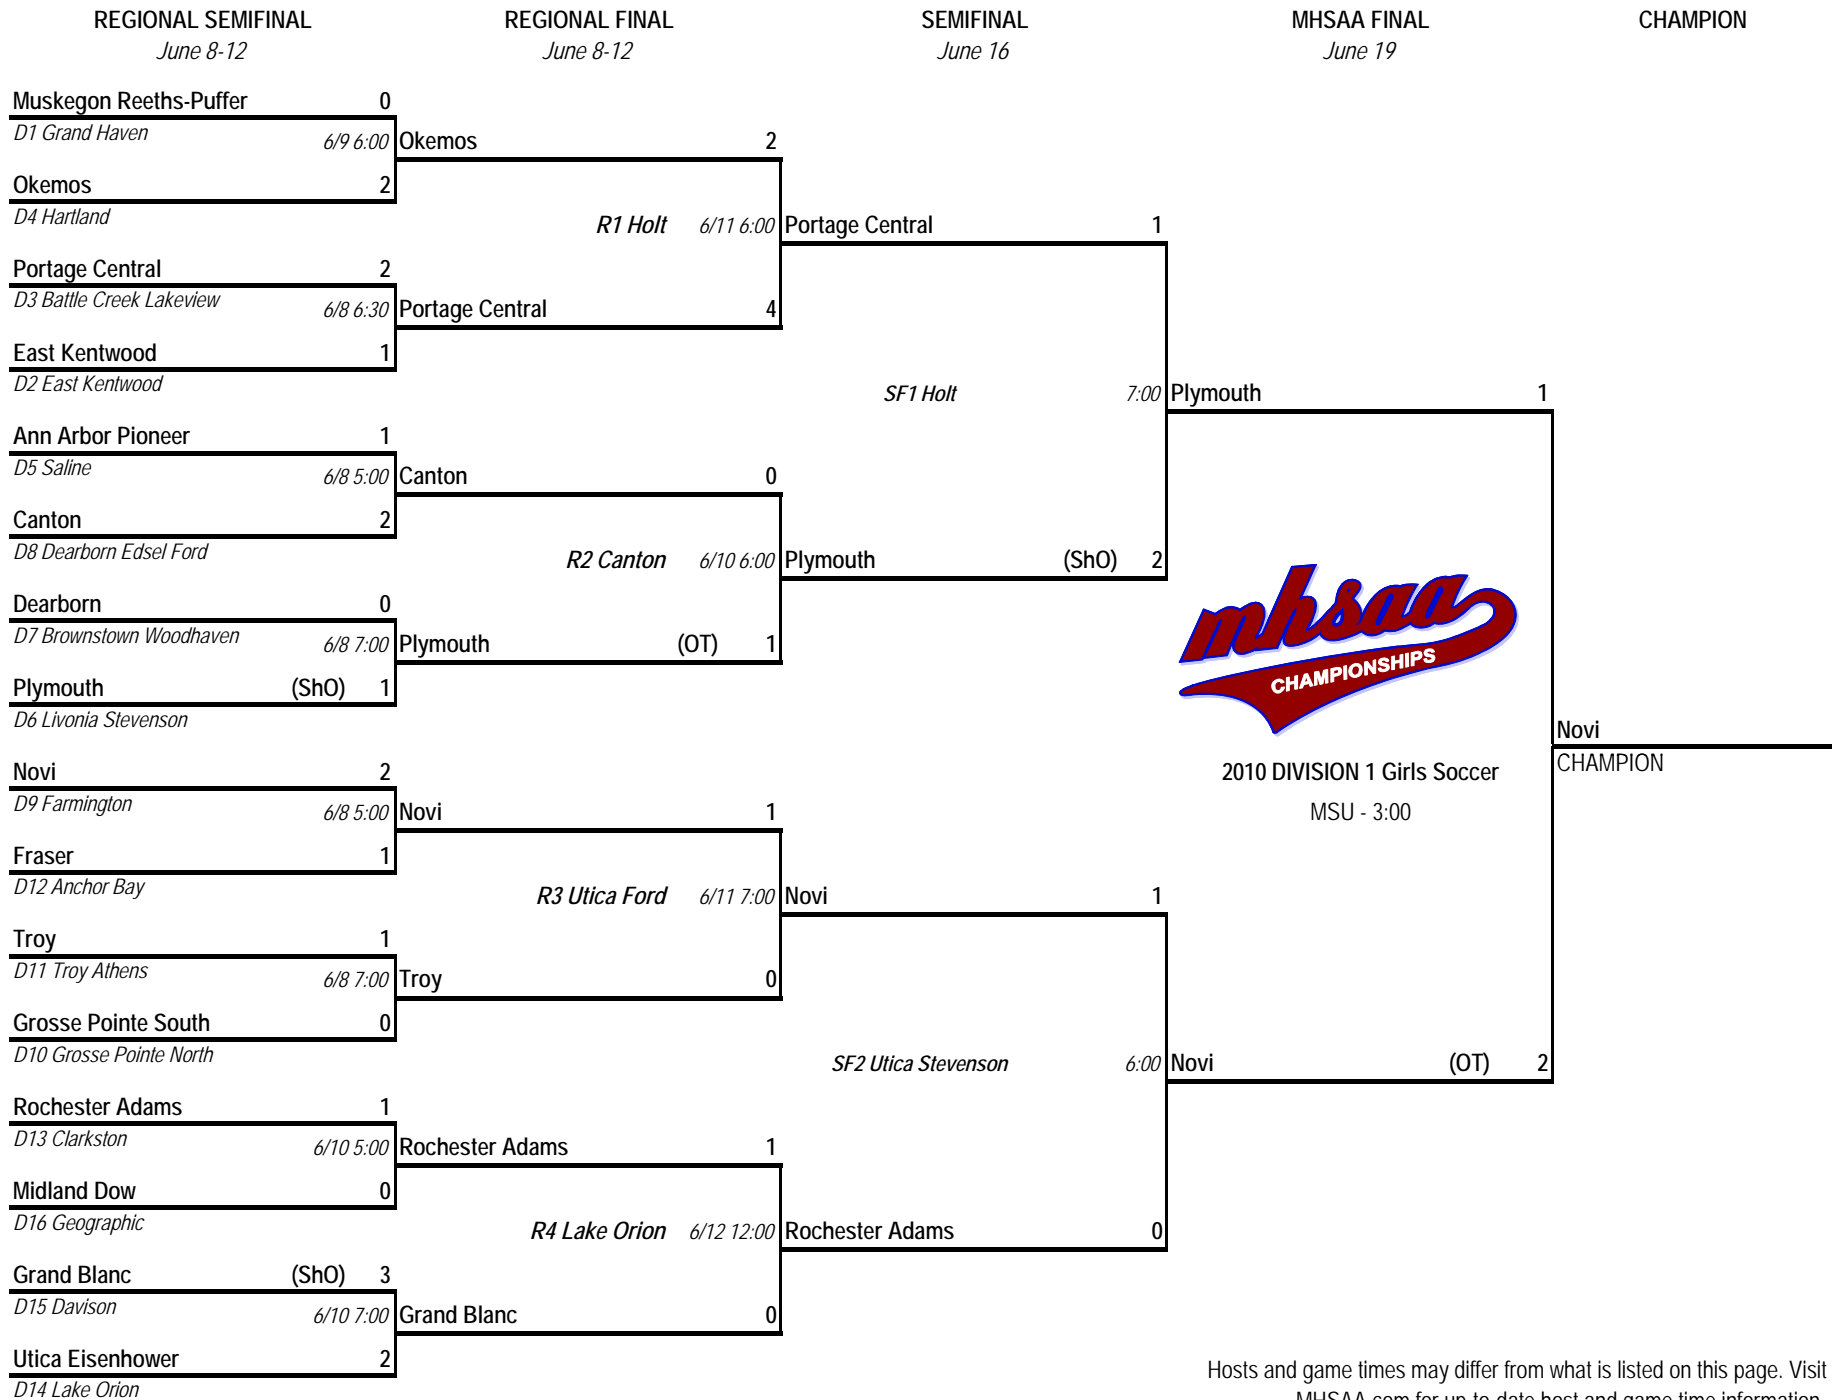 REGIONAL SEMIFINAL REGIONAL FINAL SEMIFINAL MHSAA FINAL CHAMPION
June 8-12 June 8-12 June 16 June 19
Muskegon Reeths-Puffer 0
D1 Grand Haven 6/9 6:00 Okemos 2
Okemos 2
D4 Hartland
R1 Holt 6/11 6:00 Portage Central 1
Portage Central 2
D3 Battle Creek Lakeview 6/8 6:30 Portage Central 4
East Kentwood 1
D2 East Kentwood
SF1 Holt 7:00 Plymouth 1
Ann Arbor Pioneer 1
D5 Saline 6/8 5:00 Canton 0
Canton 2
D8 Dearborn Edsel Ford
R2 Canton 6/10 6:00 Plymouth (ShO) 2
Dearborn 0
D7 Brownstown Woodhaven 6/8 7:00 Plymouth (OT) 1
mhsaa
CHAMPIONSHIPS
Plymouth (ShO) 1
D6 Livonia Stevenson
Novi
CHAMPION
Novi 2
2010 DIVISION 1 Girls Soccer
D9 Farmington 6/8 5:00 Novi 1
MSU - 3:00
Fraser 1
D12 Anchor Bay
R3 Utica Ford 6/11 7:00 Novi 1
Troy 1
D11 Troy Athens 6/8 7:00 Troy 0
Grosse Pointe South 0
D10 Grosse Pointe North
SF2 Utica Stevenson 6:00 Novi (OT) 2
Rochester Adams 1
D13 Clarkston 6/10 5:00 Rochester Adams 1
Midland Dow 0
D16 Geographic
R4 Lake Orion 6/12 12:00 Rochester Adams 0
Grand Blanc (ShO) 3
D15 Davison 6/10 7:00 Grand Blanc 0
Utica Eisenhower 2
D14 Lake Orion
Hosts and game times may differ from what is listed on this page. Visit
MHSAA.com for up-to-date host and game time information.